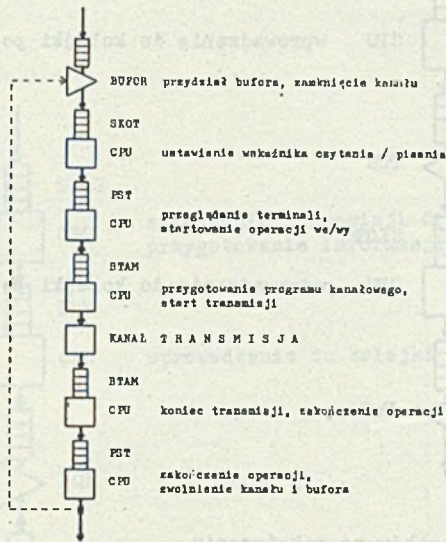 BUFOR przydział bufora, zamknięcie kanału
SKOT
CPU ustawienie wskaźnika czytania / pisania
PST
CPU przeglądanie terminali,
startowanie operacji we/wy
BTAM
CPU przygotowanie programu kanałowego,
start transmisji
KANAŁ T R A N S M I S J A
BTAM
CPU koniec transmisji, zakończenie operacji
PST
CPU zakończenie operacji,
zwolnienie kanału i bufora